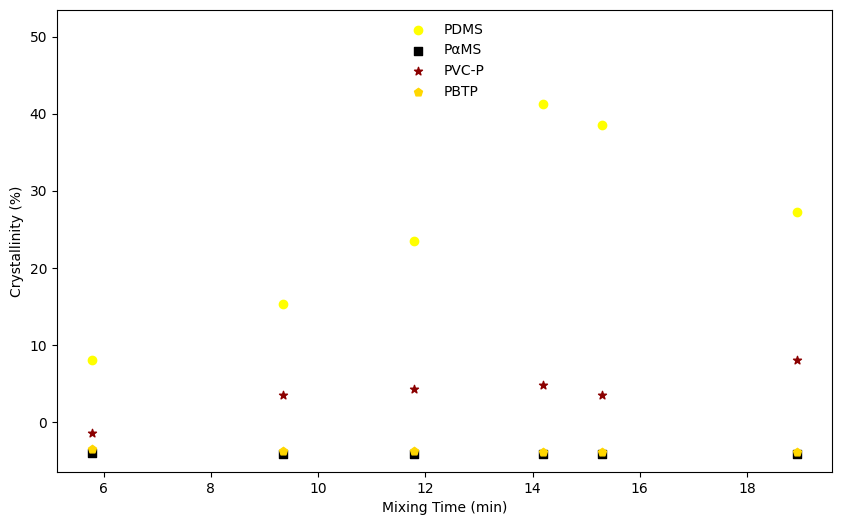 PDMS
PαMS
PVC-P
PBTP
50
40
30
20
10
0
Crystallinity (%)
6 8 10 12 14 16 18
Mixing Time (min)